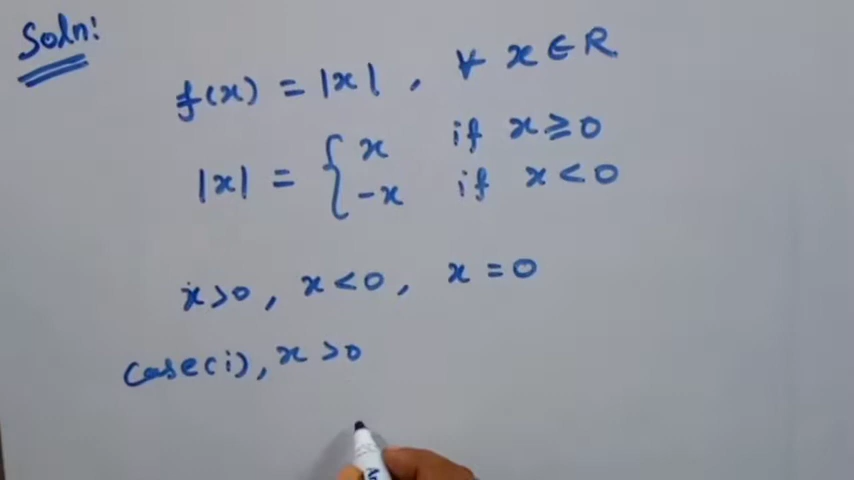 Soln:
f(x) = |x| , ∀ x ∈ R
|x| = { x if x ≥ 0
-x if x < 0
x > 0 , x < 0 , x = 0
Case(i), x > 0